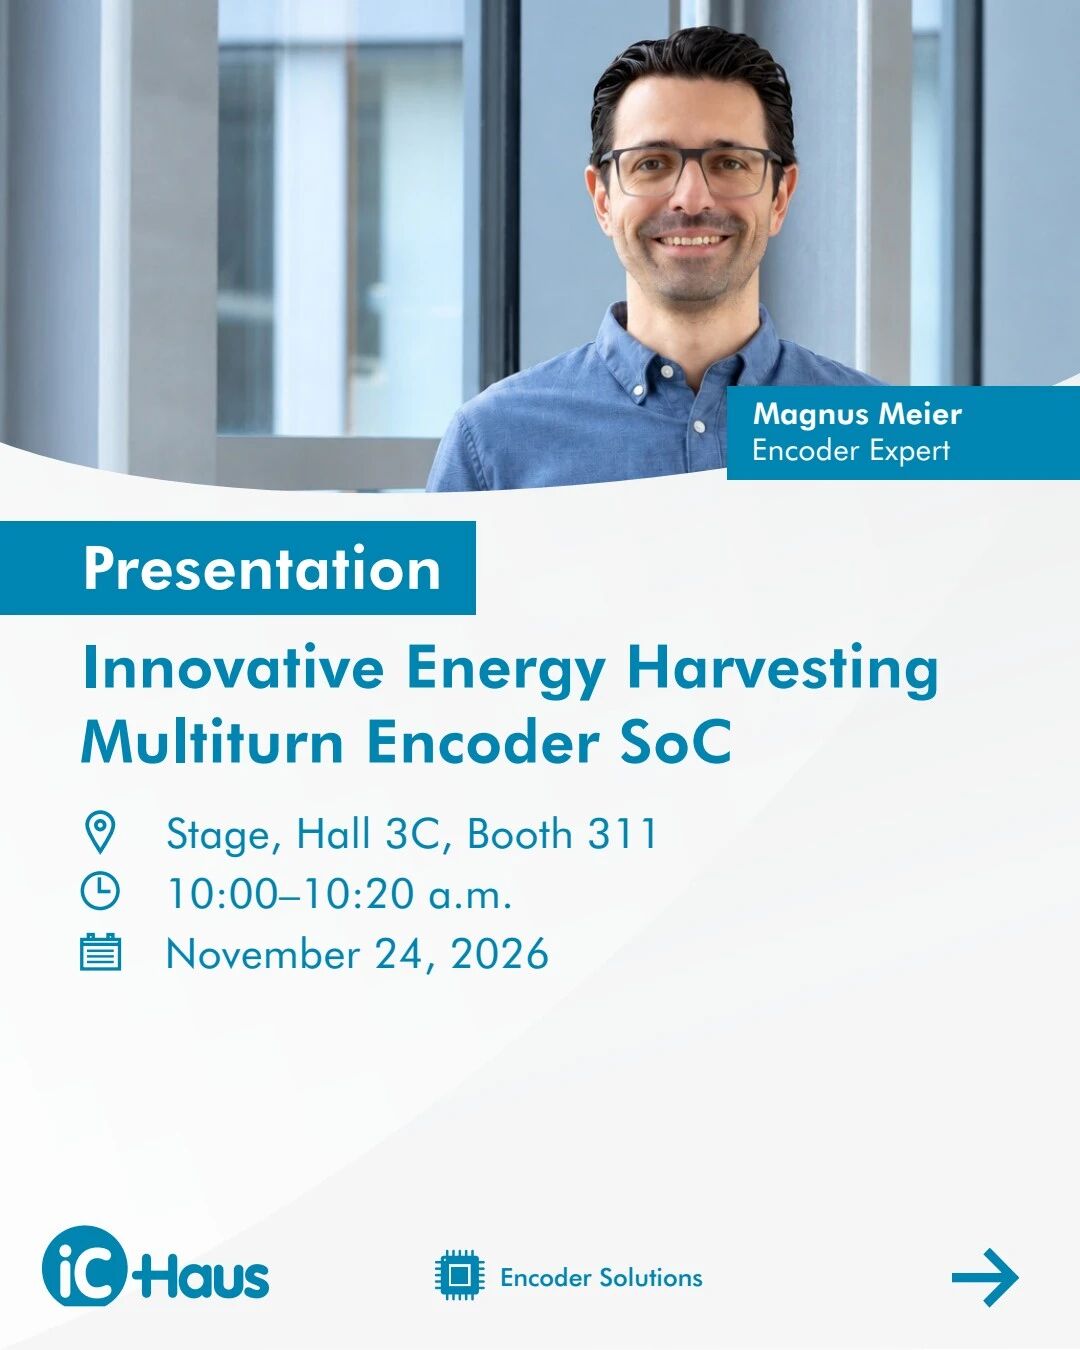 Magnus Meier
Encoder Expert
Presentation
Innovative Energy Harvesting
Multiturn Encoder SoC
Stage, Hall 3C, Booth 311
10:00–10:20 a.m.
November 24, 2026
iC Haus
Encoder Solutions